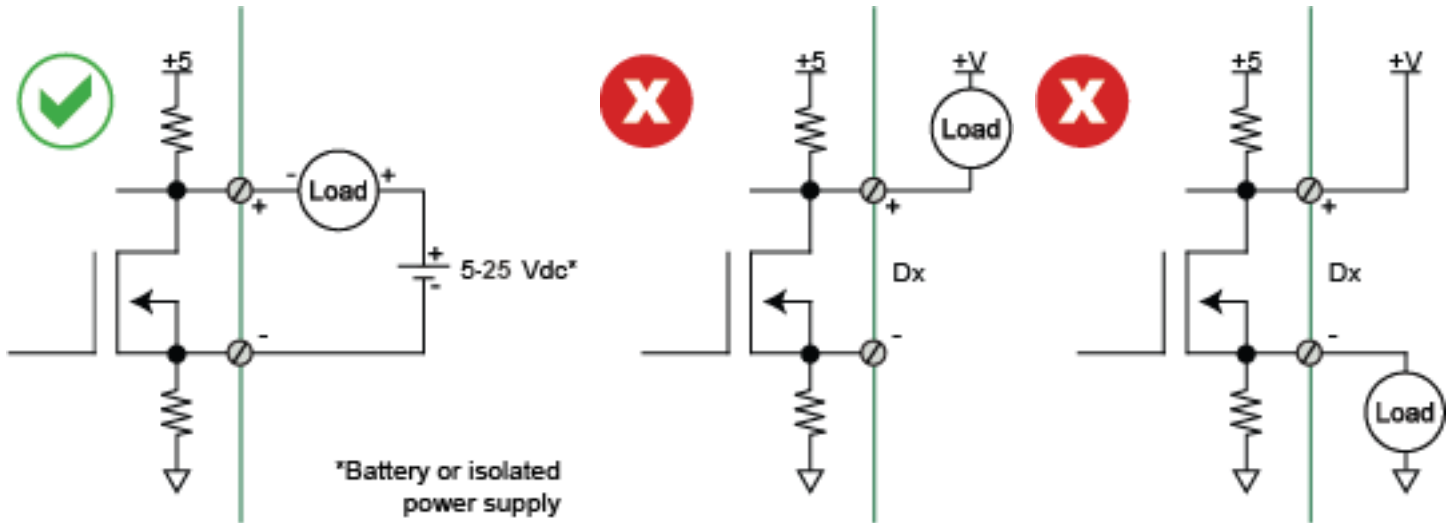 +5
- Load +
+
+
5-25 Vdc*
-
-
*Battery or isolated
power supply
X
+5
+V
Load
+
Dx
-
X
+5
+V
+
Dx
-
Load